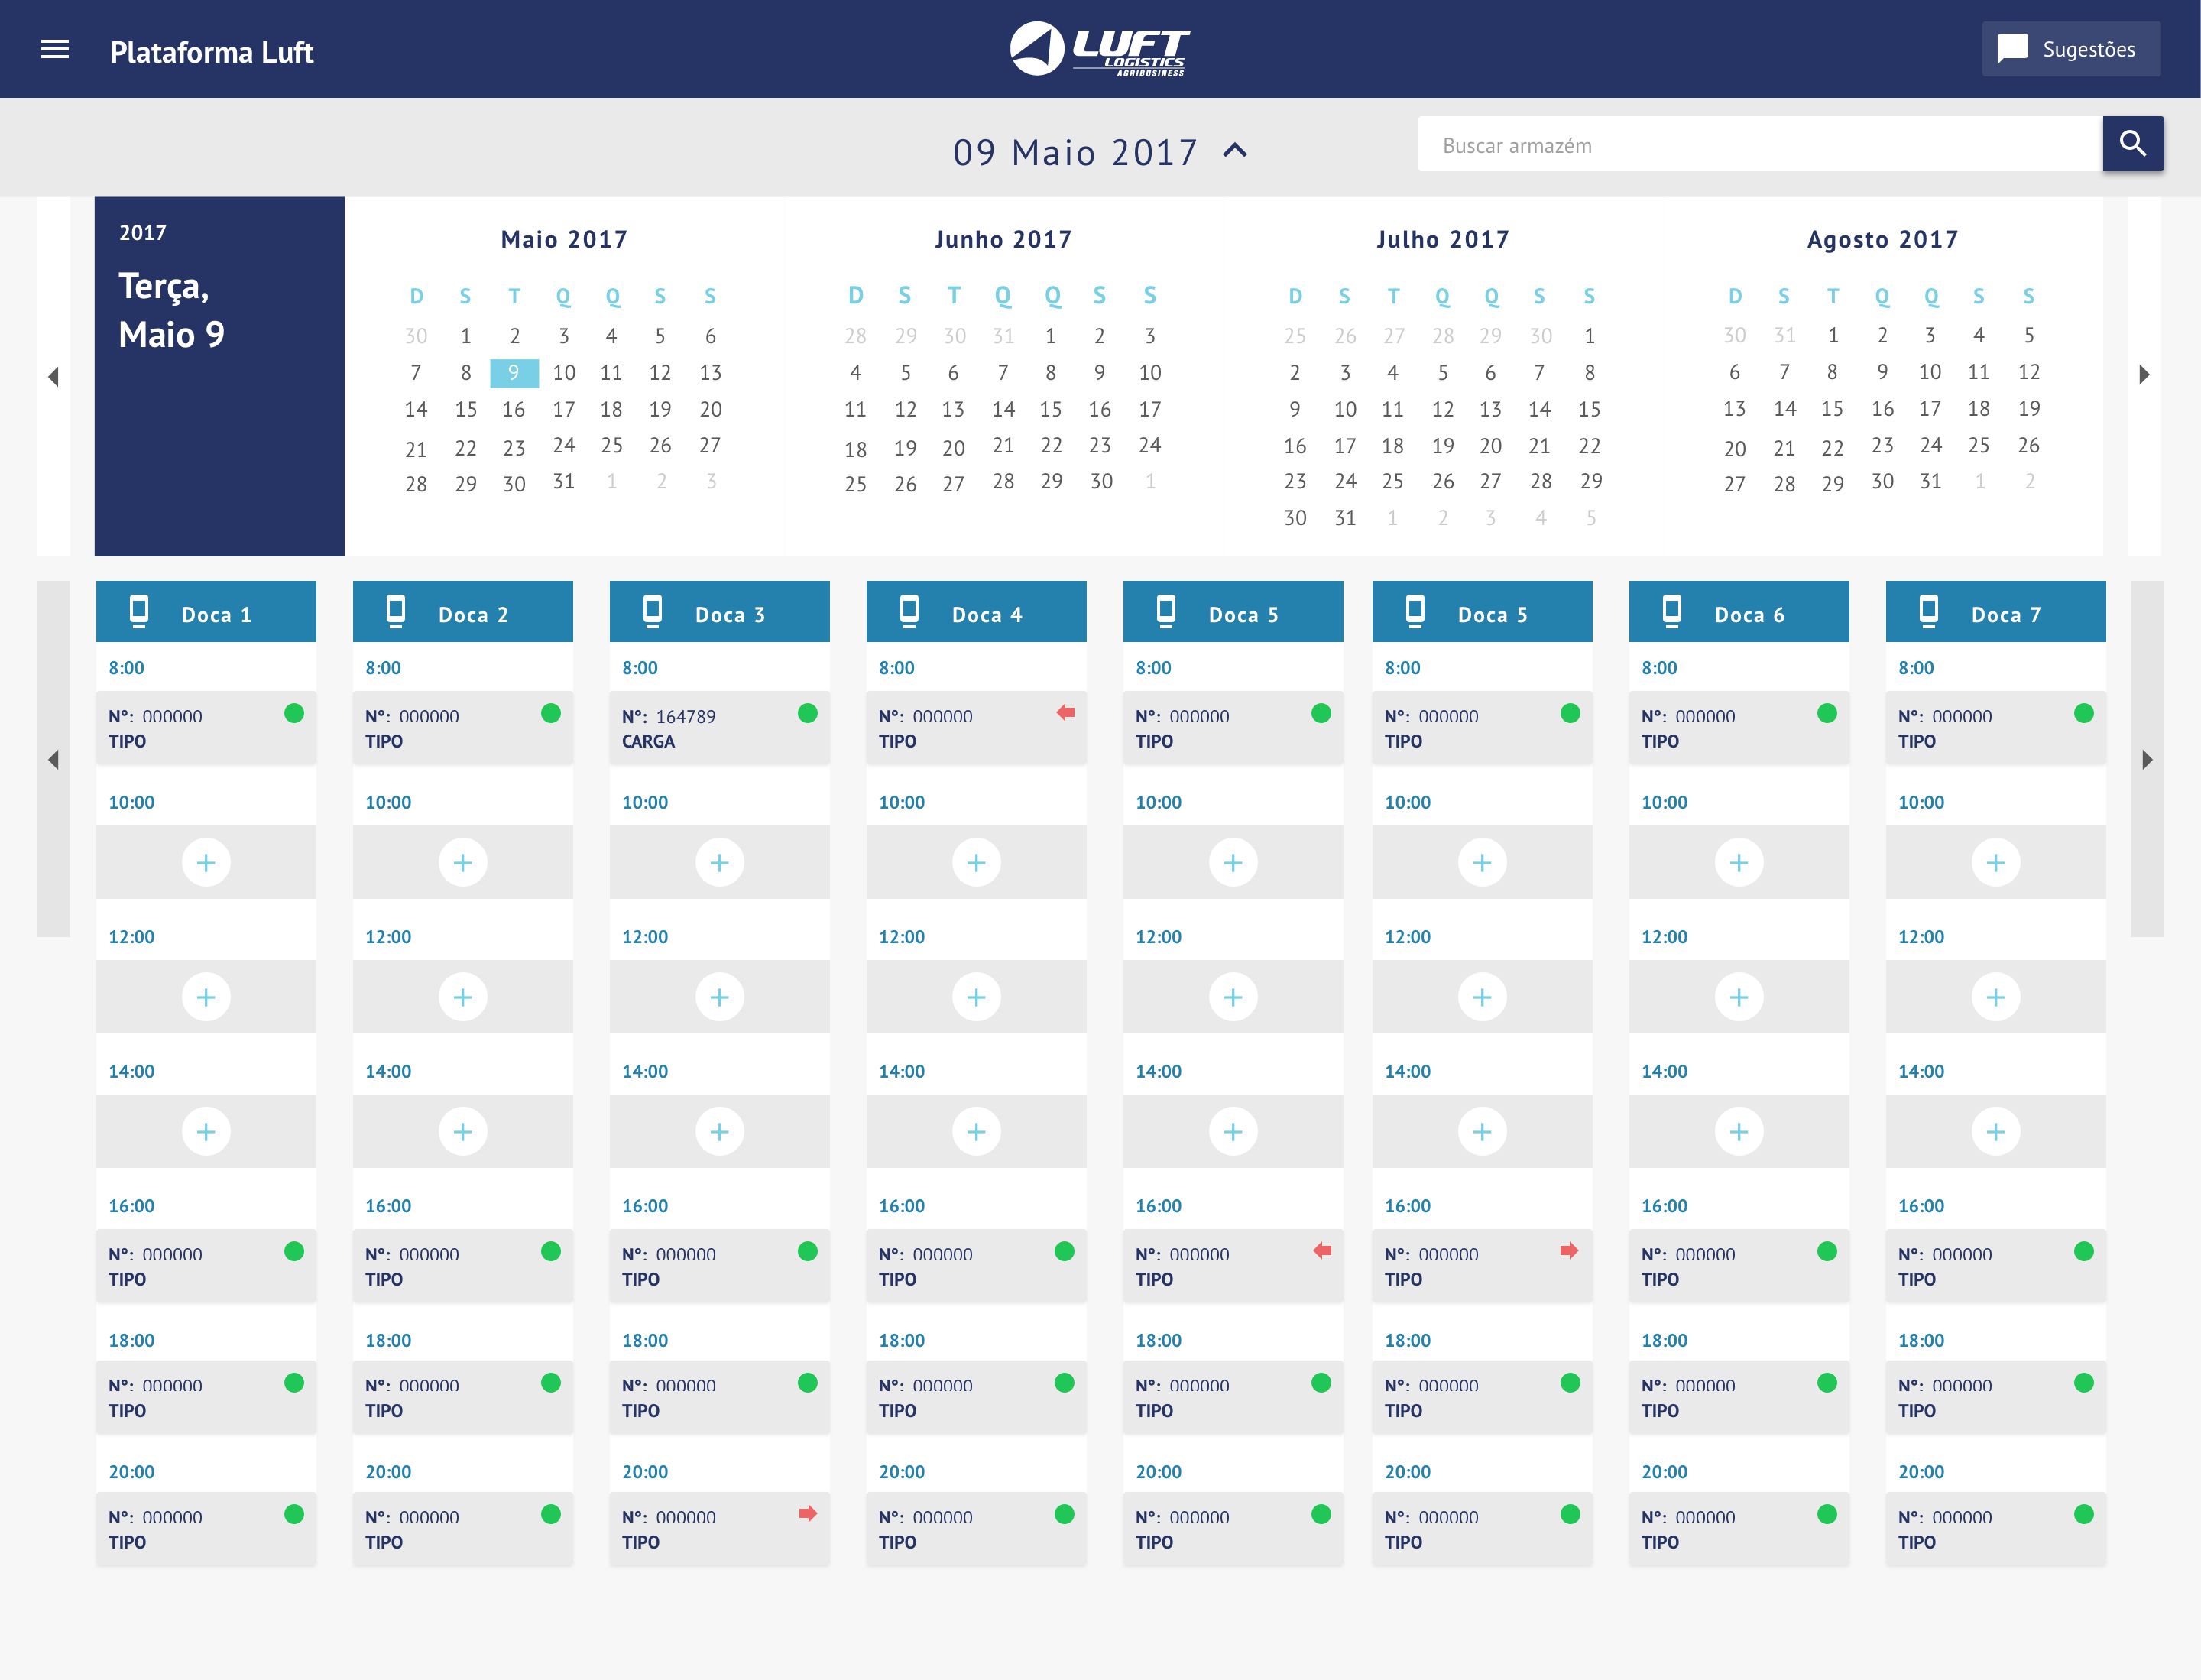 Plataforma Luft
LUFT
LOGISTICS
AGRIBUSINESS
Sugestões
09 Maio 2017
Buscar armazém
2017
Terça,
Maio 9
Maio 2017
D S T Q Q S S
30 1 2 3 4 5 6
7 8 9 10 11 12 13
14 15 16 17 18 19 20
21 22 23 24 25 26 27
28 29 30 31 1 2 3
Junho 2017
D S T Q Q S S
28 29 30 31 1 2 3
4 5 6 7 8 9 10
11 12 13 14 15 16 17
18 19 20 21 22 23 24
25 26 27 28 29 30 1
Julho 2017
D S T Q Q S S
25 26 27 28 29 30 1
2 3 4 5 6 7 8
9 10 11 12 13 14 15
16 17 18 19 20 21 22
23 24 25 26 27 28 29
30 31 1 2 3 4 5
Agosto 2017
D S T Q Q S S
30 31 1 2 3 4 5
6 7 8 9 10 11 12
13 14 15 16 17 18 19
20 21 22 23 24 25 26
27 28 29 30 31 1 2
Doca 1 Doca 2 Doca 3 Doca 4 Doca 5 Doca 5 Doca 6 Doca 7
8:00 8:00 8:00 8:00 8:00 8:00 8:00 8:00
Nº: 000000 Nº: 000000 Nº: 164789 Nº: 000000 Nº: 000000 Nº: 000000 Nº: 000000 Nº: 000000
TIPO TIPO CARGA TIPO TIPO TIPO TIPO TIPO
10:00 10:00 10:00 10:00 10:00 10:00 10:00 10:00
12:00 12:00 12:00 12:00 12:00 12:00 12:00 12:00
14:00 14:00 14:00 14:00 14:00 14:00 14:00 14:00
16:00 16:00 16:00 16:00 16:00 16:00 16:00 16:00
Nº: 000000 Nº: 000000 Nº: 000000 Nº: 000000 Nº: 000000 Nº: 000000 Nº: 000000 Nº: 000000
TIPO TIPO TIPO TIPO TIPO TIPO TIPO TIPO
18:00 18:00 18:00 18:00 18:00 18:00 18:00 18:00
Nº: 000000 Nº: 000000 Nº: 000000 Nº: 000000 Nº: 000000 Nº: 000000 Nº: 000000 Nº: 000000
TIPO TIPO TIPO TIPO TIPO TIPO TIPO TIPO
20:00 20:00 20:00 20:00 20:00 20:00 20:00 20:00
Nº: 000000 Nº: 000000 Nº: 000000 Nº: 000000 Nº: 000000 Nº: 000000 Nº: 000000 Nº: 000000
TIPO TIPO TIPO TIPO TIPO TIPO TIPO TIPO